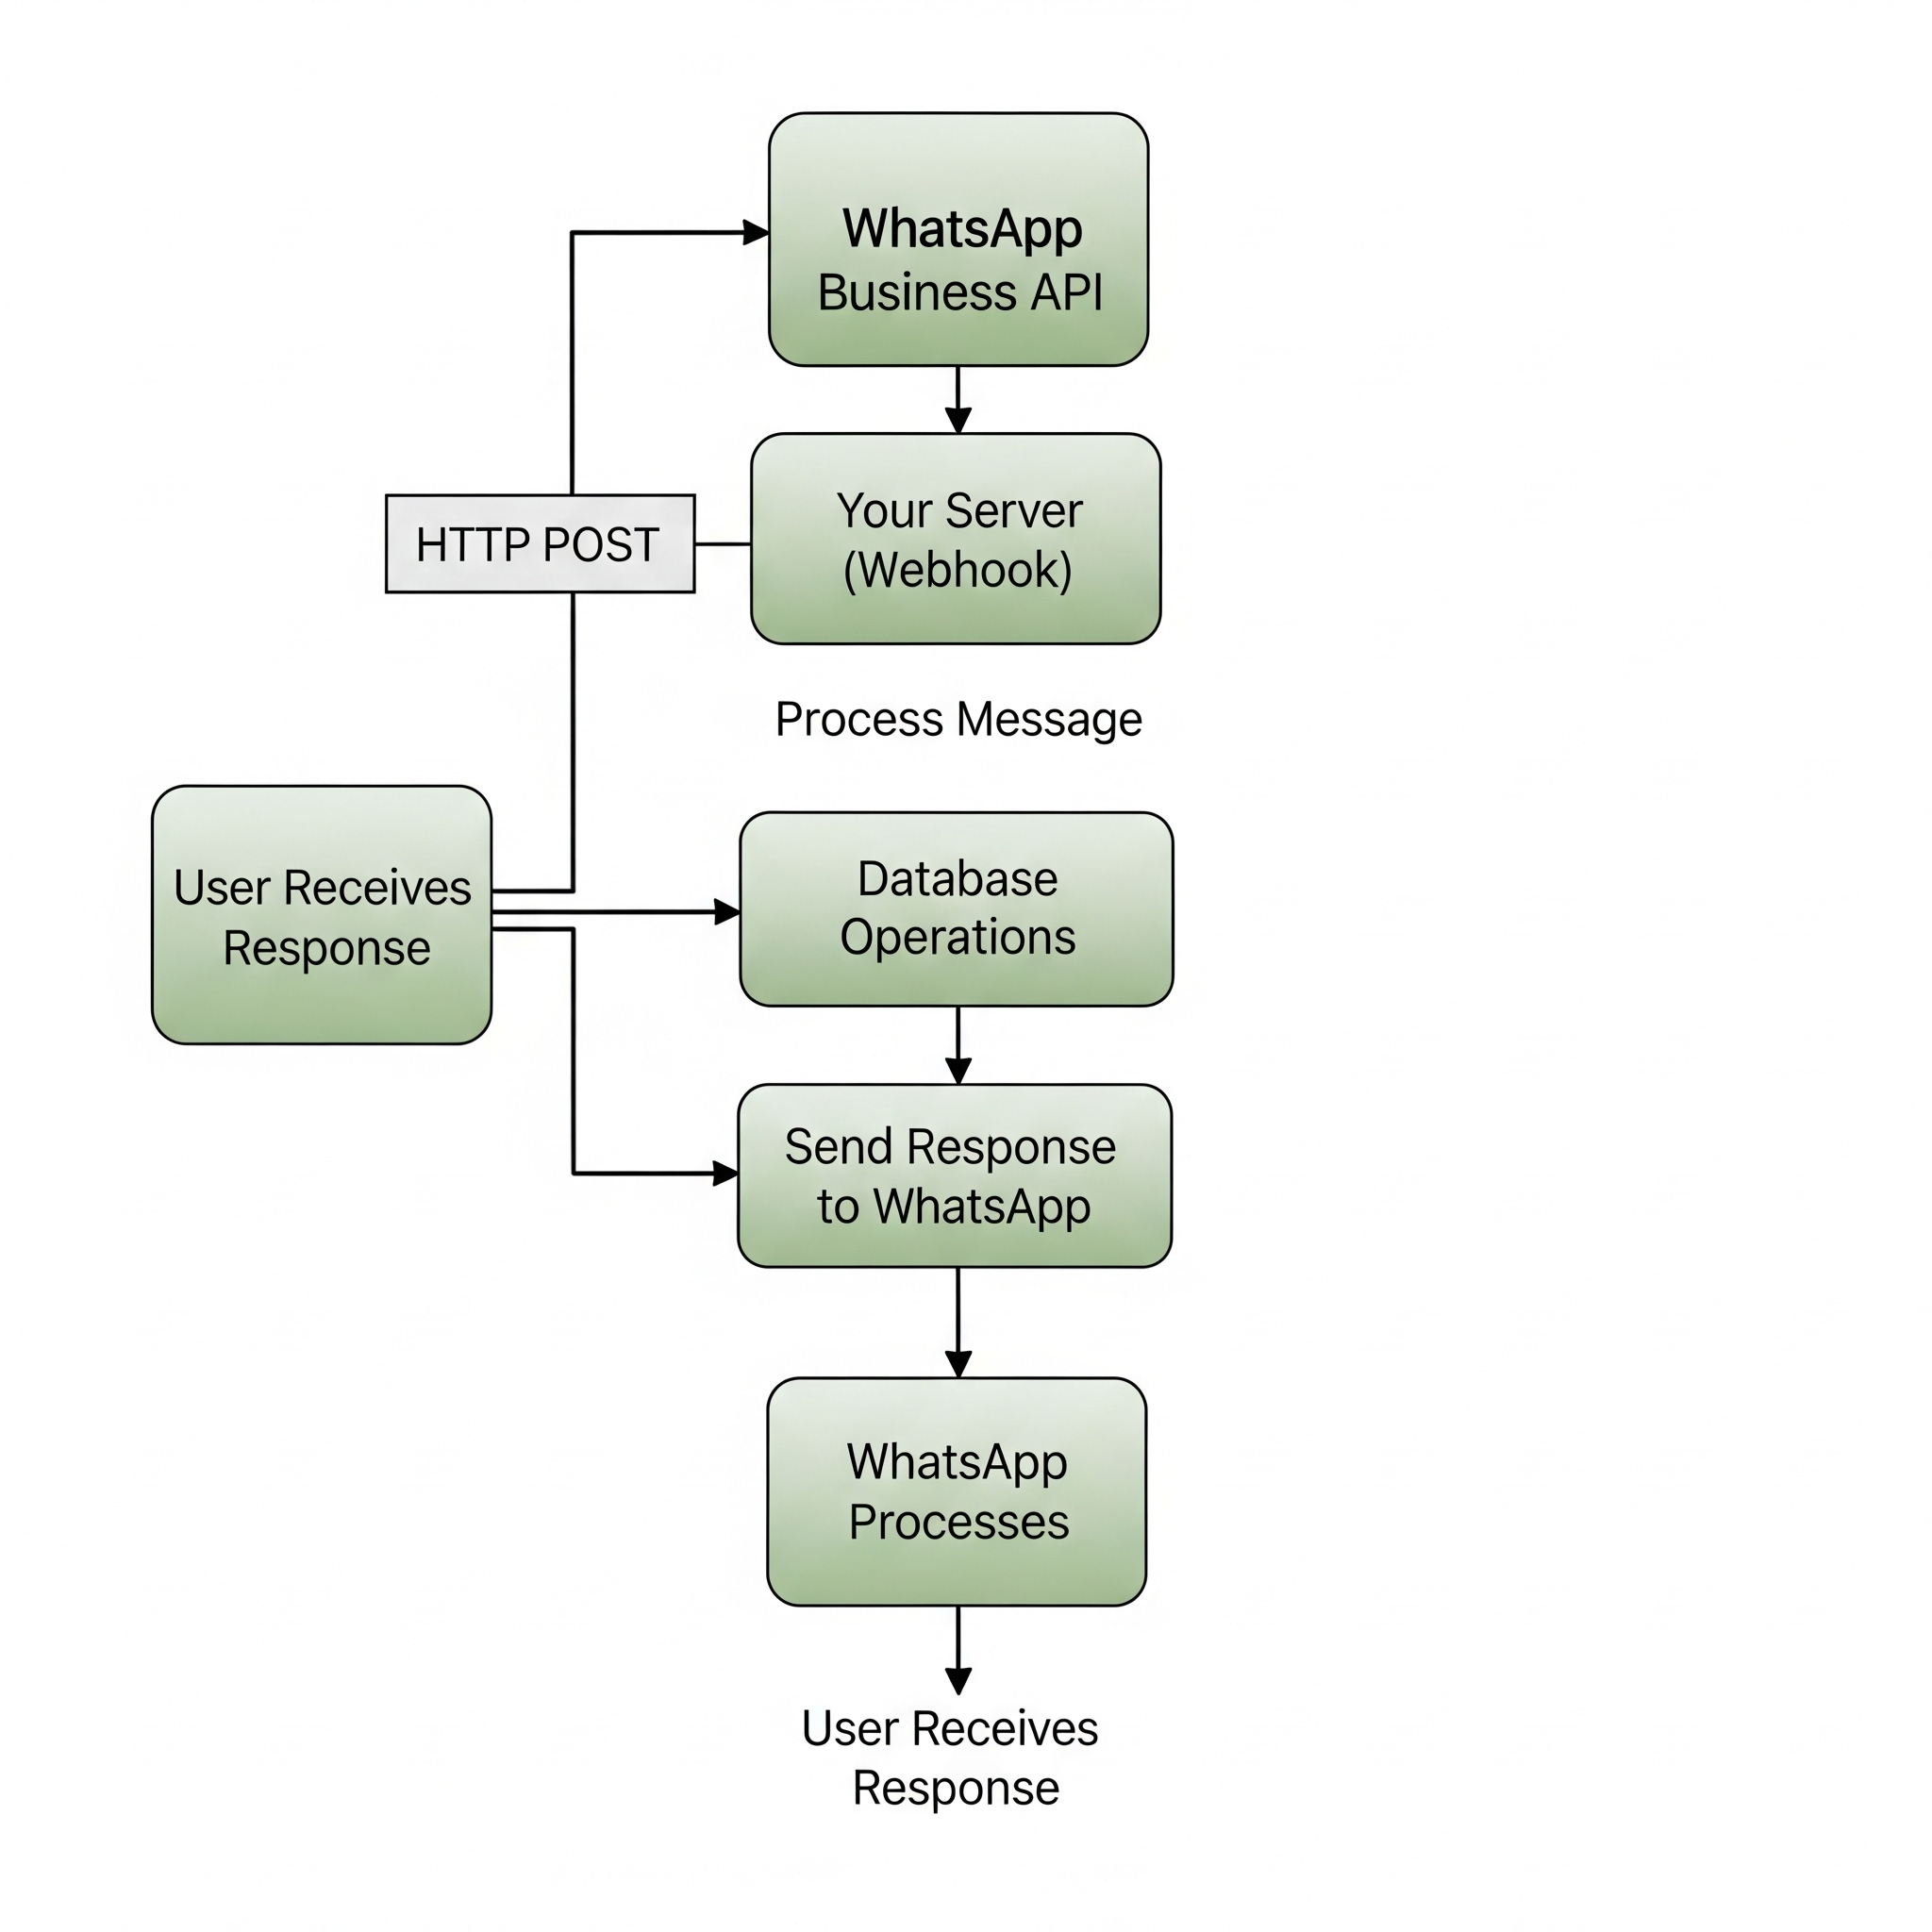 WhatsApp
Business API
Your Server
(Webhook)
HTTP POST
Process Message
User Receives
Response
Database
Operations
Send Response
to WhatsApp
WhatsApp
Processes
User Receives
Response